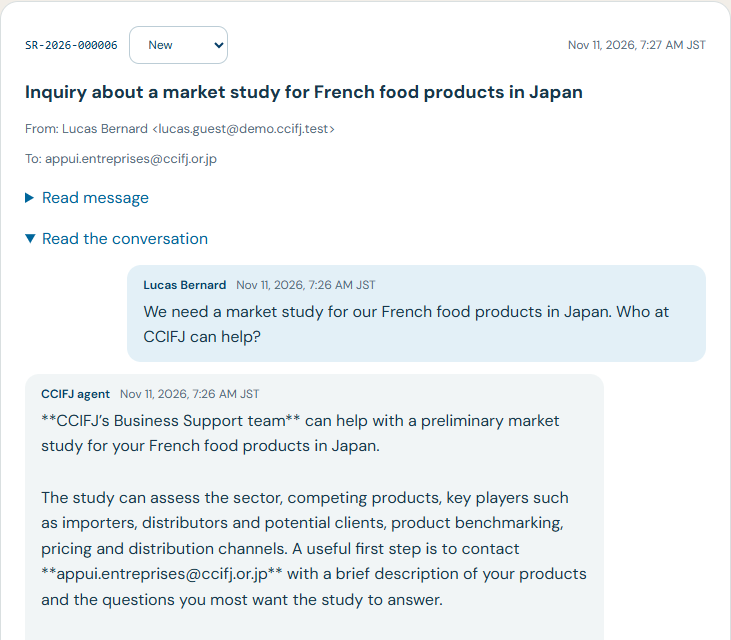 SR-2026-000006
New
Nov 11, 2026, 7:27 AM JST
Inquiry about a market study for French food products in Japan
From: Lucas Bernard <lucas.guest@demo.ccifj.test>
To: appui.entreprises@ccifj.or.jp
Read message
Read the conversation
Lucas Bernard Nov 11, 2026, 7:26 AM JST
We need a market study for our French food products in Japan. Who at
CCIFJ can help?
CCIFJ agent Nov 11, 2026, 7:26 AM JST
**CCIFJ’s Business Support team** can help with a preliminary market
study for your French food products in Japan.
The study can assess the sector, competing products, key players such
as importers, distributors and potential clients, product benchmarking,
pricing and distribution channels. A useful first step is to contact
**appui.entreprises@ccifj.or.jp** with a brief description of your products
and the questions you most want the study to answer.